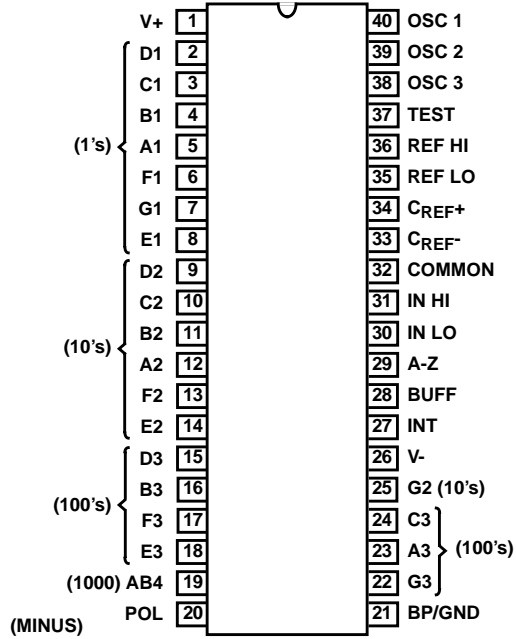 V+ 1 40 OSC 1
D1 2 39 OSC 2
C1 3 38 OSC 3
B1 4 37 TEST
(1's) A1 5 36 REF HI
F1 6 35 REF LO
G1 7 34 CREF+
E1 8 33 CREF-
D2 9 32 COMMON
C2 10 31 IN HI
(10's) B2 11 30 IN LO
A2 12 29 A-Z
F2 13 28 BUFF
E2 14 27 INT
D3 15 26 V-
B3 16 25 G2 (10's)
(100's) F3 17 24 C3
E3 18 23 A3 (100's)
(1000) AB4 19 22 G3
(MINUS) POL 20 21 BP/GND